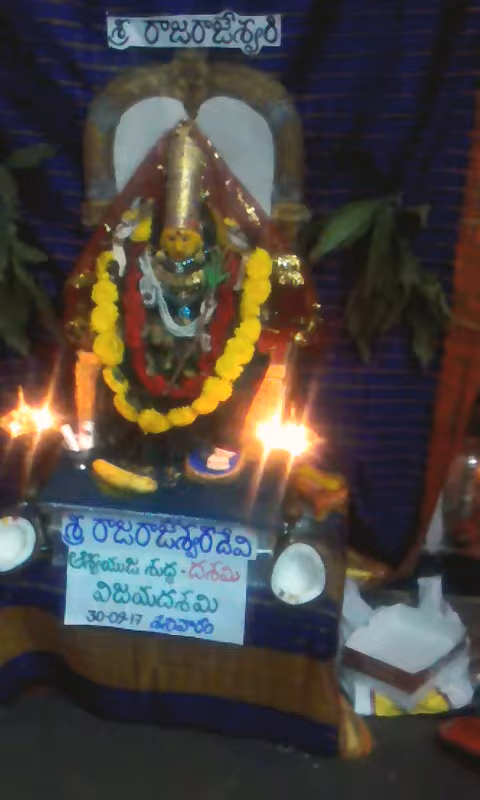 శ్రీ రాజరాజేశ్వరి
శ్రీ రాజరాజేశ్వరీదేవి
ఆశ్వయుజ శుద్ధ - దశమి
విజయదశమి
30-09-17 శనివారం